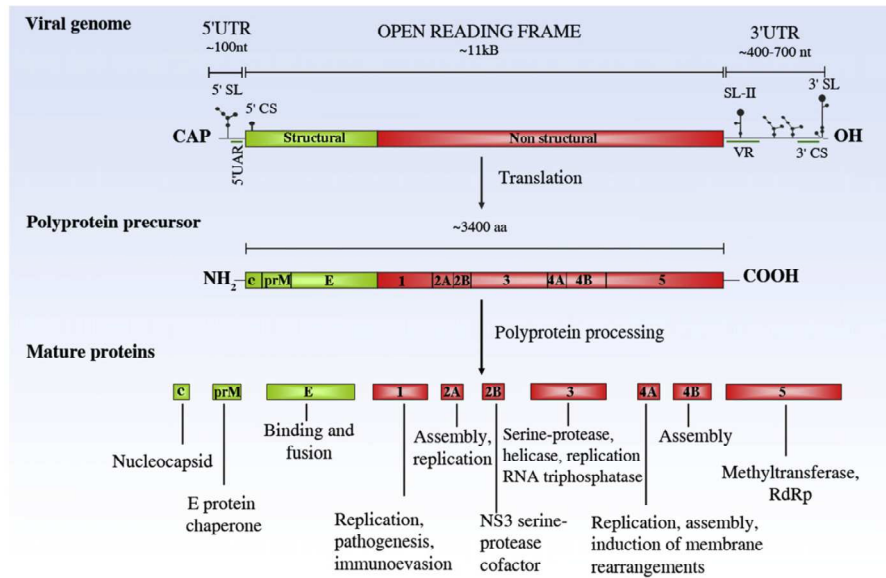 Viral genome
5'UTR
~100nt
OPEN READING FRAME
~11kB
3'UTR
~400-700 nt
5' SL
5' CS
SL-II
3' SL
CAP
Structural
Non structural
OH
5'UAR
VR
3' CS
Translation
Polyprotein precursor
~3400 aa
NH2
c
prM
E
1
2A
2B
3
4A
4B
5
COOH
Polyprotein processing
Mature proteins
c
prM
E
1
2A
2B
3
4A
4B
5
Nucleocapsid
E protein
chaperone
Binding and
fusion
Replication,
pathogenesis,
immunoevasion
Assembly,
replication
NS3 serine-
protease
cofactor
Serine-protease,
helicase, replication
RNA triphosphatase
Replication, assembly,
induction of membrane
rearrangements
Assembly
Methyltransferase,
RdRp